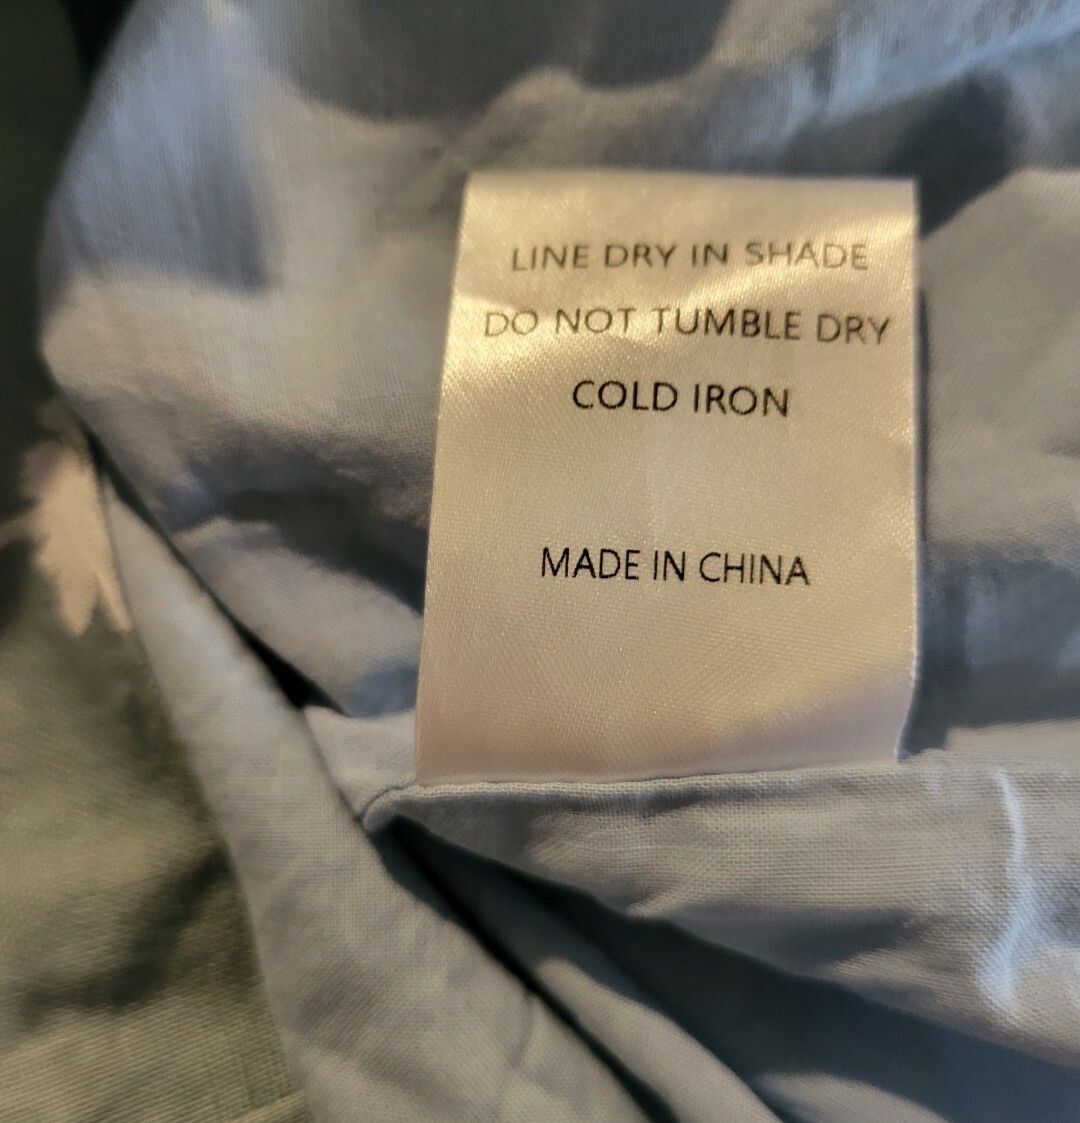 LINE DRY IN SHADE
DO NOT TUMBLE DRY
COLD IRON
MADE IN CHINA